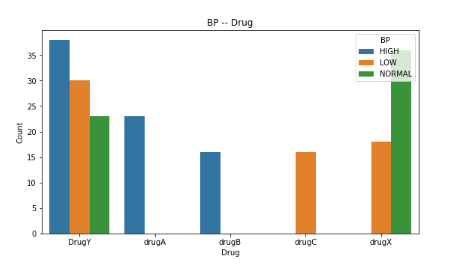 BP -- Drug
BP
HIGH
LOW
NORMAL
Count
35
30
25
20
15
10
5
0
DrugY drugA drugB drugC drugX
Drug